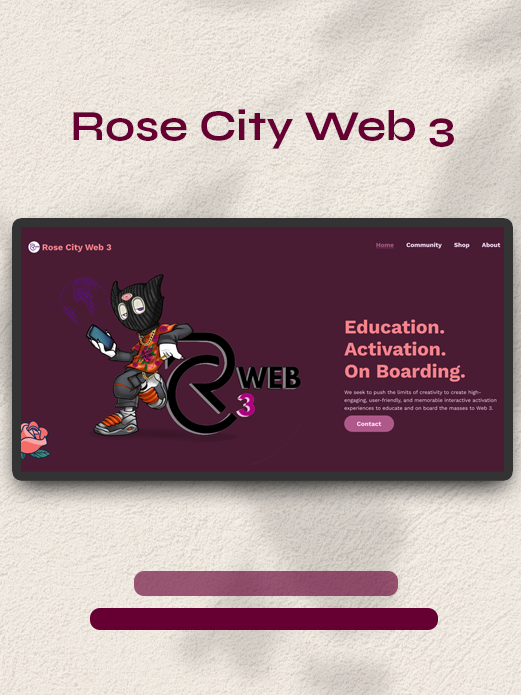 Rose City Web 3
Rose City Web 3
Home Community Shop About
WEB
3
Education.
Activation.
On Boarding.
We seek to push the limits of creativity to create high-
engaging, user-friendly, and memorable interactive activation
experiences to educate and on board the masses to Web 3.
Contact